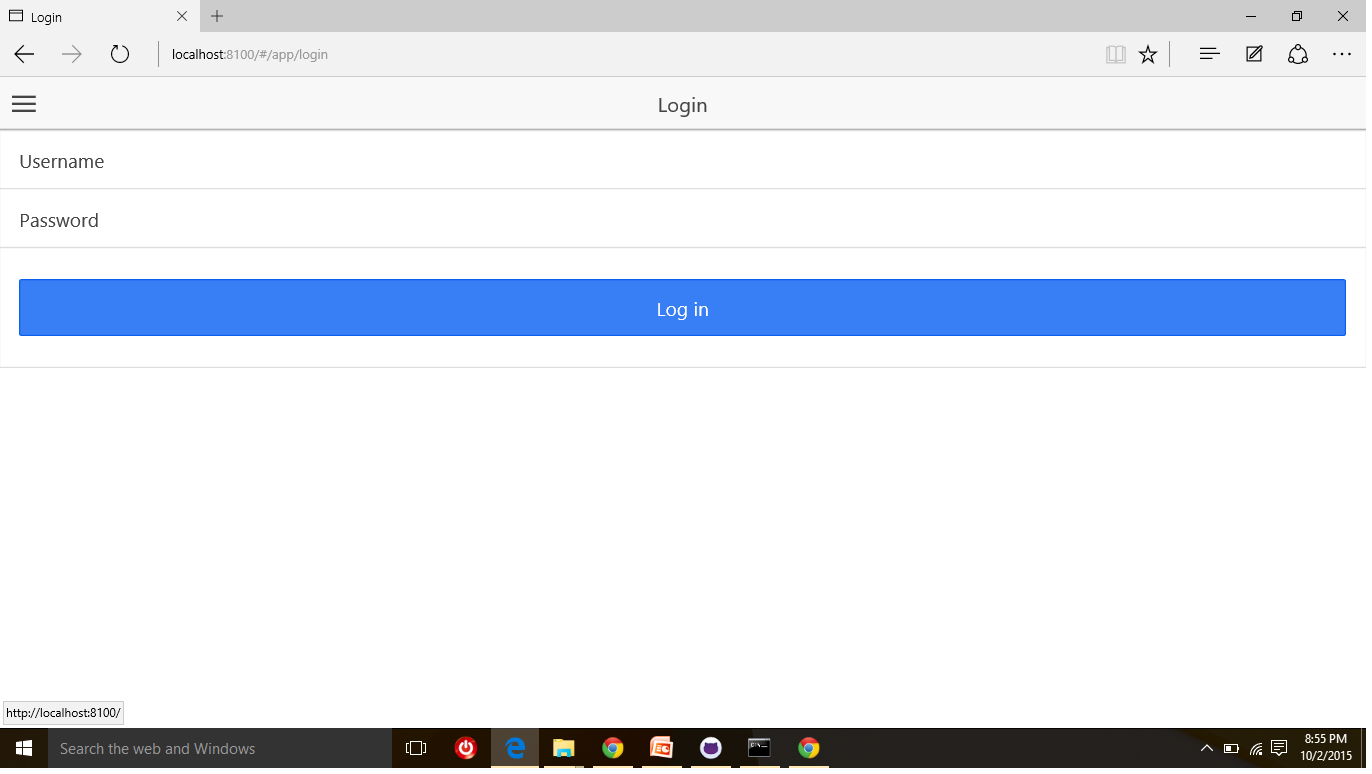 Login
localhost:8100/#/app/login
Login
Username
Password
Log in
http://localhost:8100/
Search the web and Windows
8:55 PM
10/2/2015